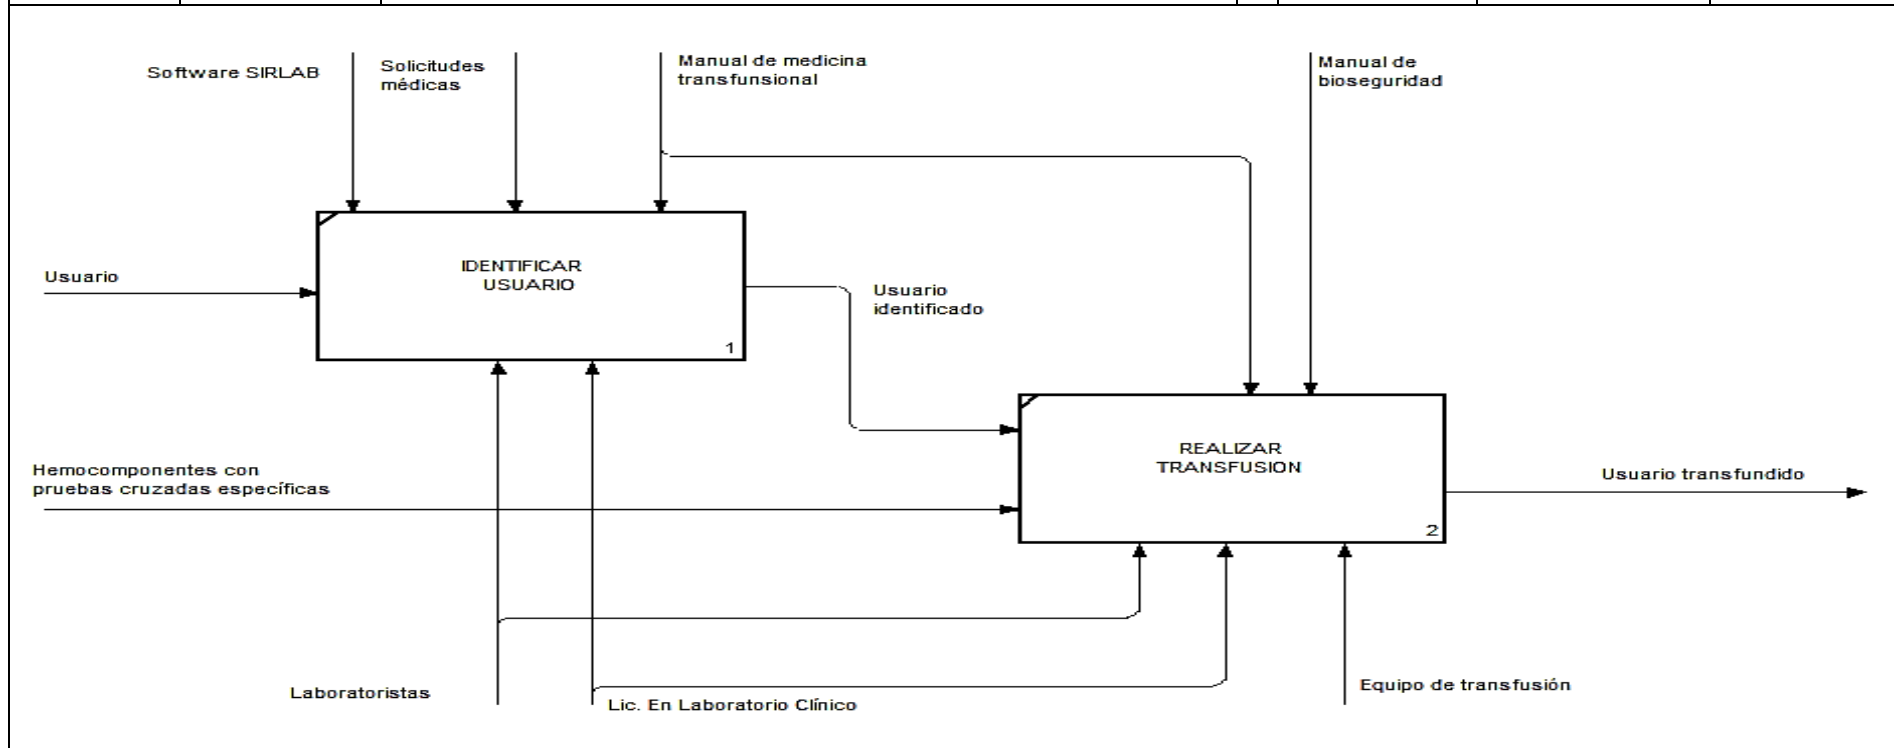 Software SIRLAB
Solicitudes
médicas
Manual de medicina
transfunsional
Manual de
bioseguridad
Usuario
IDENTIFICAR
USUARIO
1
Usuario
identificado
Hemocomponentes con
pruebas cruzadas específicas
REALIZAR
TRANSFUSION
2
Usuario transfundido
Laboratoristas
Lic. En Laboratorio Clínico
Equipo de transfusión